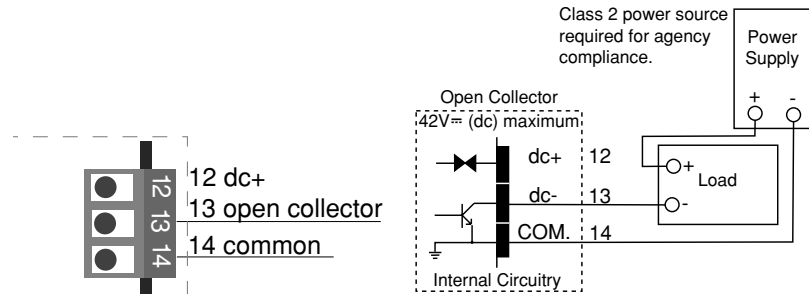 Class 2 power source
required for agency
compliance.
Power
Supply
+ -
Open Collector
42V⎓ (dc) maximum
dc+ 12
dc- 13
COM. 14
+
Load
-
Internal Circuitry
12 12 dc+
13 13 open collector
14 14 common